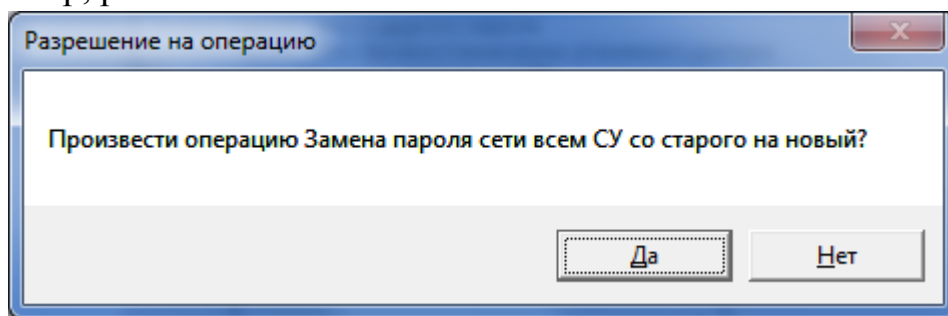 Разрешение на операцию
Произвести операцию Замена пароля сети всем СУ со старого на новый?
Да Нет